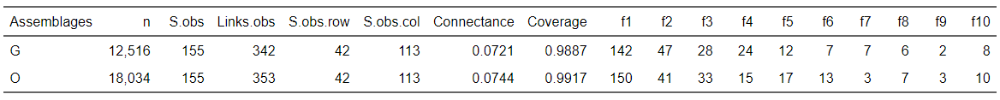 Assemblages n S.obs Links.obs S.obs.row S.obs.col Connectance Coverage f1 f2 f3 f4 f5 f6 f7 f8 f9 f10
G 12,516 155 342 42 113 0.0721 0.9887 142 47 28 24 12 7 7 6 2 8
O 18,034 155 353 42 113 0.0744 0.9917 150 41 33 15 17 13 3 7 3 10